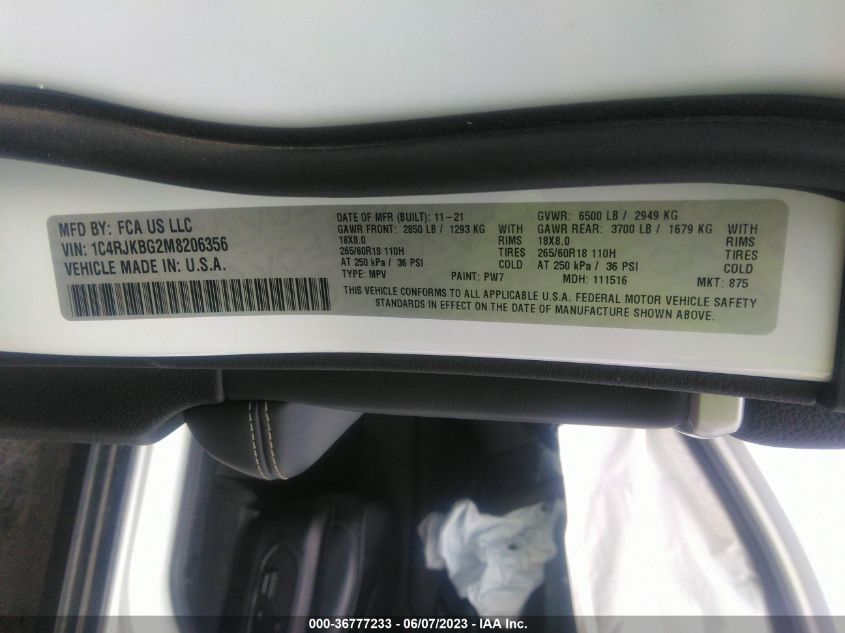 MFD BY: FCA US LLC
VIN: 1C4RJKBG2M8206356
VEHICLE MADE IN: U.S.A.
DATE OF MFR (BUILT): 11-21
GAWR FRONT: 2850 LB / 1293 KG WITH
18X8.0 RIMS
265/60R18 110H TIRES
AT 250 kPa / 36 PSI COLD
TYPE: MPV PAINT: PW7
GVWR: 6500 LB / 2949 KG
GAWR REAR: 3700 LB / 1679 KG WITH
18X8.0 RIMS
265/60R18 110H TIRES
AT 250 kPa / 36 PSI COLD
MDH: 111516 MKT: 875
THIS VEHICLE CONFORMS TO ALL APPLICABLE U.S.A. FEDERAL MOTOR VEHICLE SAFETY
STANDARDS IN EFFECT ON THE DATE OF MANUFACTURE SHOWN ABOVE.
000-36777233 - 06/07/2023 - IAA Inc.